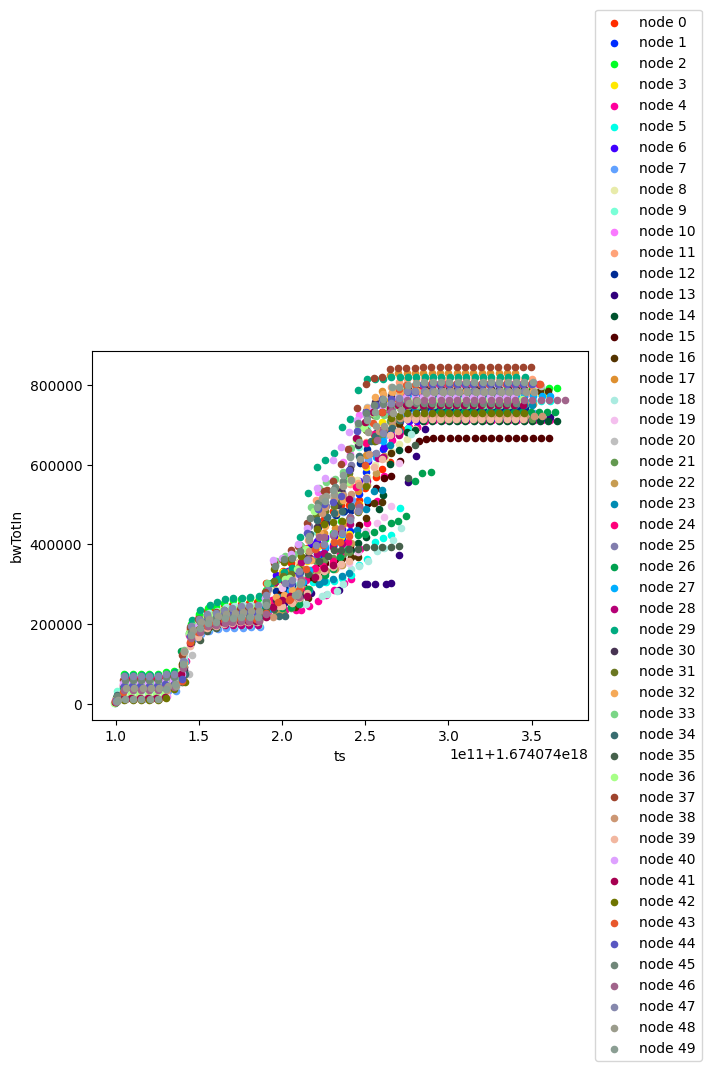 node 0
node 1
node 2
node 3
node 4
node 5
node 6
node 7
node 8
node 9
node 10
node 11
node 12
node 13
node 14
node 15
node 16
node 17
node 18
node 19
node 20
node 21
node 22
node 23
node 24
node 25
node 26
node 27
node 28
node 29
node 30
node 31
node 32
node 33
node 34
node 35
node 36
node 37
node 38
node 39
node 40
node 41
node 42
node 43
node 44
node 45
node 46
node 47
node 48
node 49
bwTotIn
800000
600000
400000
200000
0
1.0 1.5 2.0 2.5 3.0 3.5
ts
1e11+1.674074e18